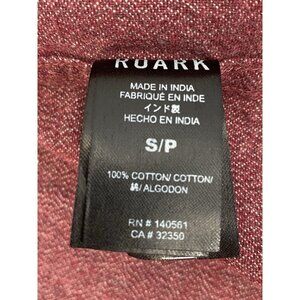 ROARK
MADE IN INDIA
FABRIQUÉ EN INDE
インド製
HECHO EN INDIA
S/P
100% COTTON/ COTTON/
綿/ ALGODON
RN # 140561
CA # 32350